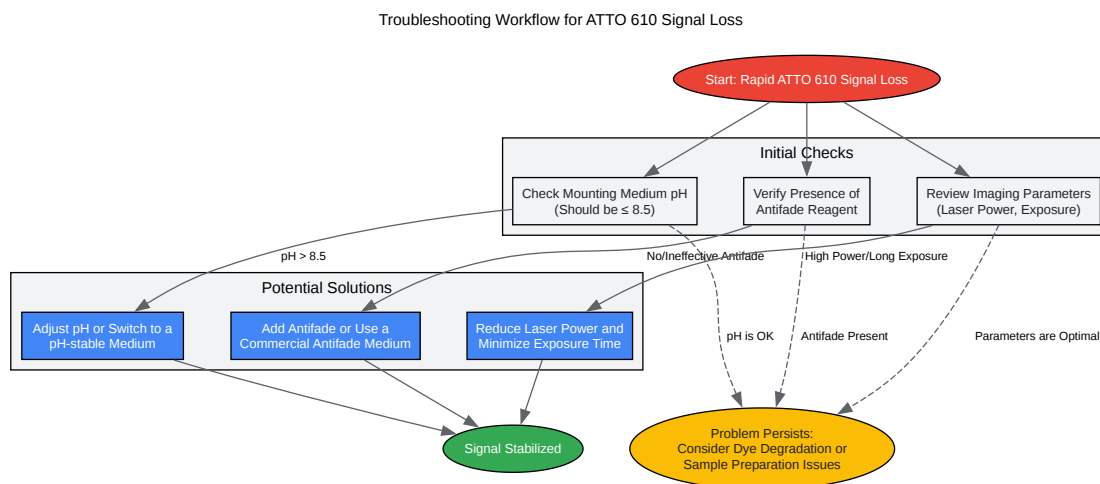 Troubleshooting Workflow for ATTO 610 Signal Loss
Start: Rapid ATTO 610 Signal Loss
Initial Checks
Check Mounting Medium pH
(Should be ≤ 8.5)
Verify Presence of
Antifade Reagent
Review Imaging Parameters
(Laser Power, Exposure)
pH > 8.5
No/Ineffective Antifade
High Power/Long Exposure
Potential Solutions
Adjust pH or Switch to a
pH-stable Medium
Add Antifade or Use a
Commercial Antifade Medium
Reduce Laser Power and
Minimize Exposure Time
pH is OK
Antifade Present
Parameters are Optimal
Signal Stabilized
Problem Persists:
Consider Dye Degradation or
Sample Preparation Issues